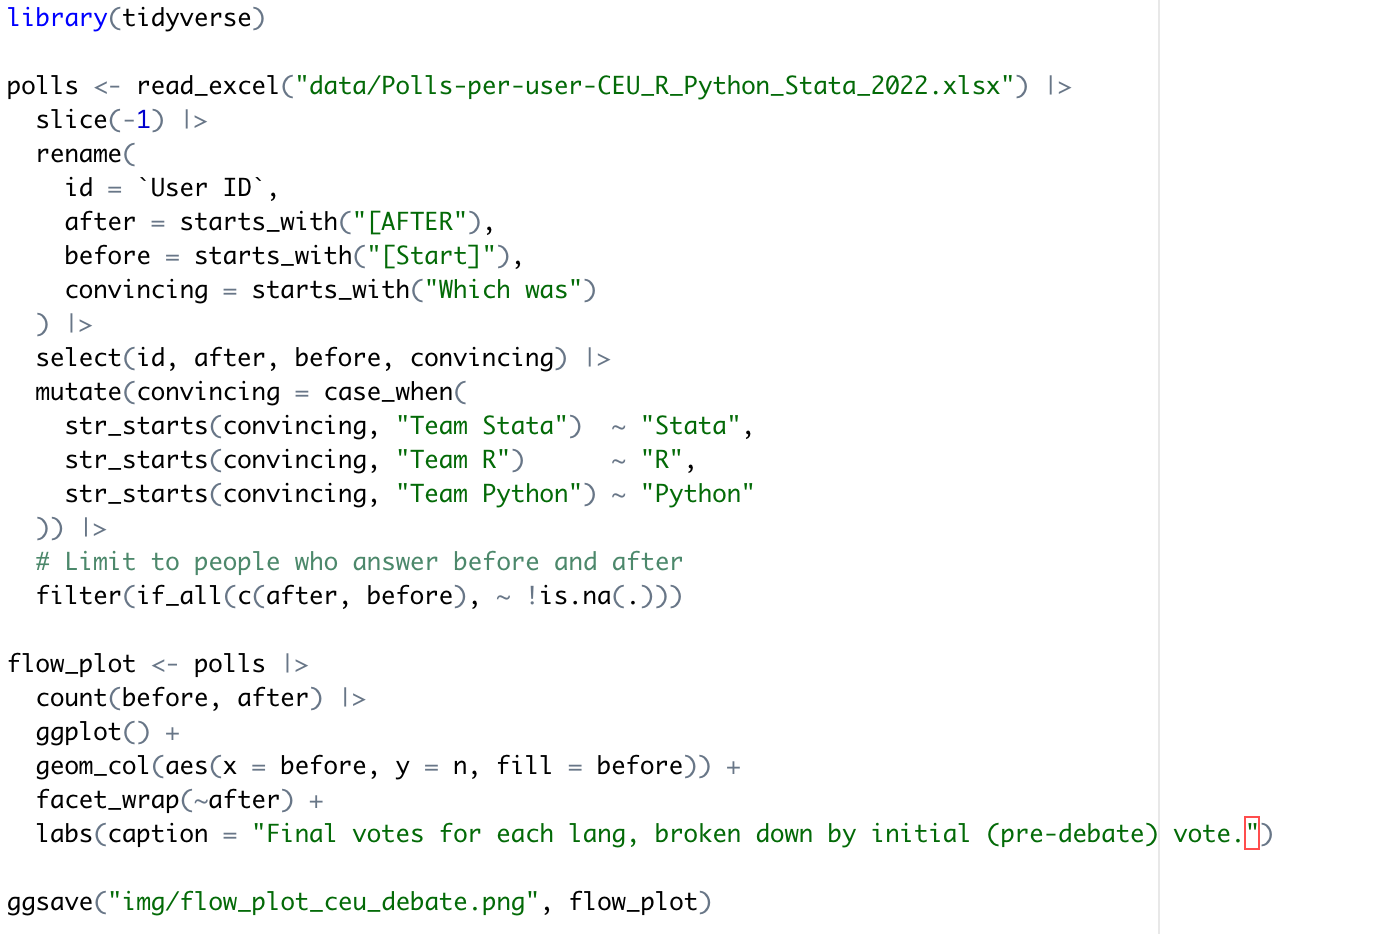 library(tidyverse)

polls <- read_excel("data/Polls-per-user-CEU_R_Python_Stata_2022.xlsx") |>
  slice(-1) |>
  rename(
    id = `User ID`,
    after = starts_with("[AFTER"),
    before = starts_with("[Start]"),
    convincing = starts_with("Which was")
  ) |>
  select(id, after, before, convincing) |>
  mutate(convincing = case_when(
    str_starts(convincing, "Team Stata")  ~ "Stata",
    str_starts(convincing, "Team R")      ~ "R",
    str_starts(convincing, "Team Python") ~ "Python"
  )) |>
  # Limit to people who answer before and after
  filter(if_all(c(after, before), ~ !is.na(.)))

flow_plot <- polls |>
  count(before, after) |>
  ggplot() +
  geom_col(aes(x = before, y = n, fill = before)) +
  facet_wrap(~after) +
  labs(caption = "Final votes for each lang, broken down by initial (pre-debate) vote.")

ggsave("img/flow_plot_ceu_debate.png", flow_plot)